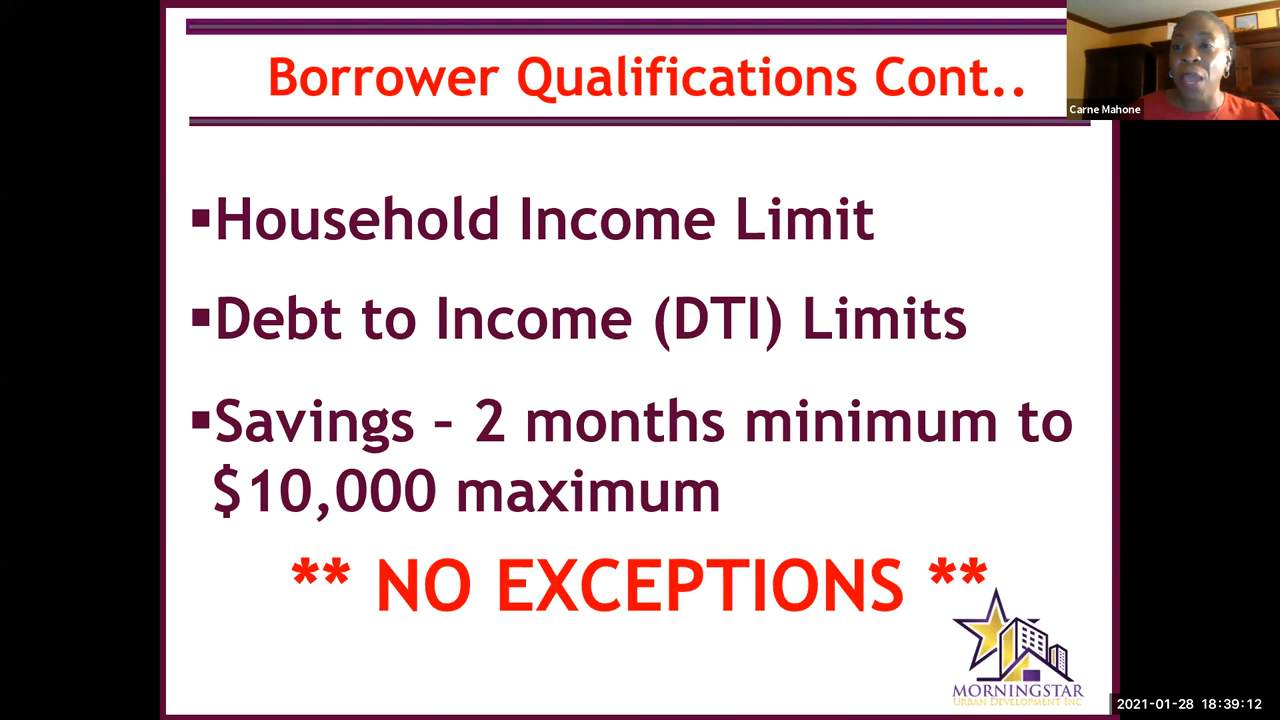 Borrower Qualifications Cont..
Carne Mahone
▪Household Income Limit
▪Debt to Income (DTI) Limits
▪Savings – 2 months minimum to
$10,000 maximum
** NO EXCEPTIONS **
MORNINGSTAR
URBAN DEVELOPMENT INC
2021-01-28 18:39:12